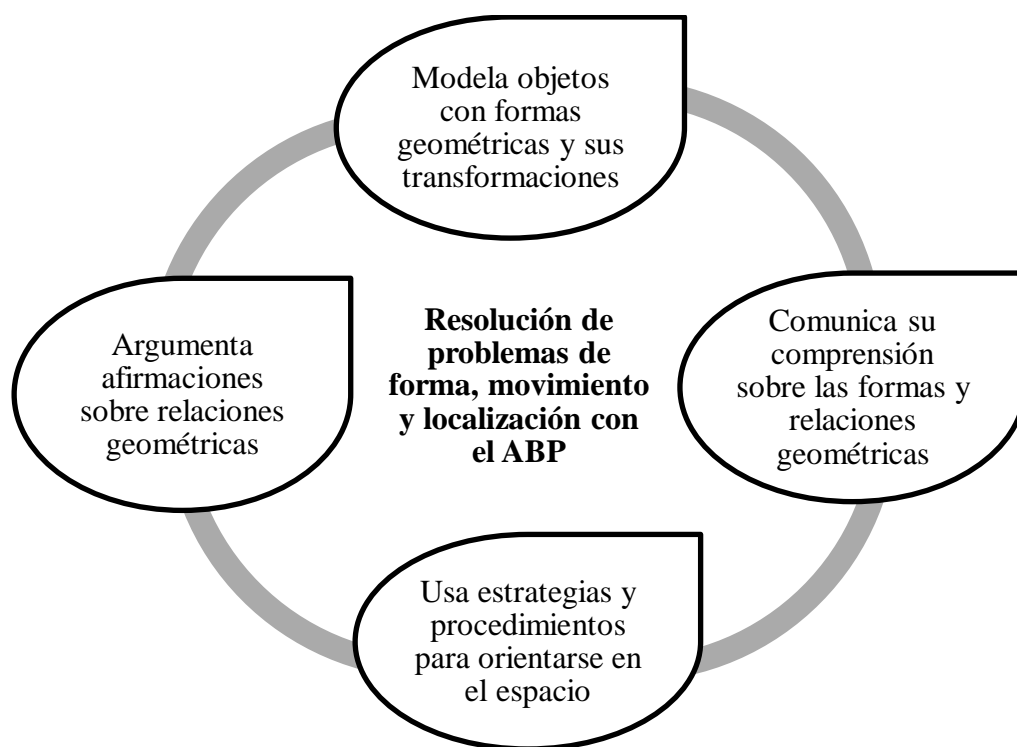 Modela objetos
con formas
geométricas y sus
transformaciones
Comunica su
comprensión
sobre las formas y
relaciones
geométricas
Usa estrategias y
procedimientos
para orientarse en
el espacio
Argumenta
afirmaciones
sobre relaciones
geométricas
Resolución de
problemas de
forma, movimiento
y localización con
el ABP